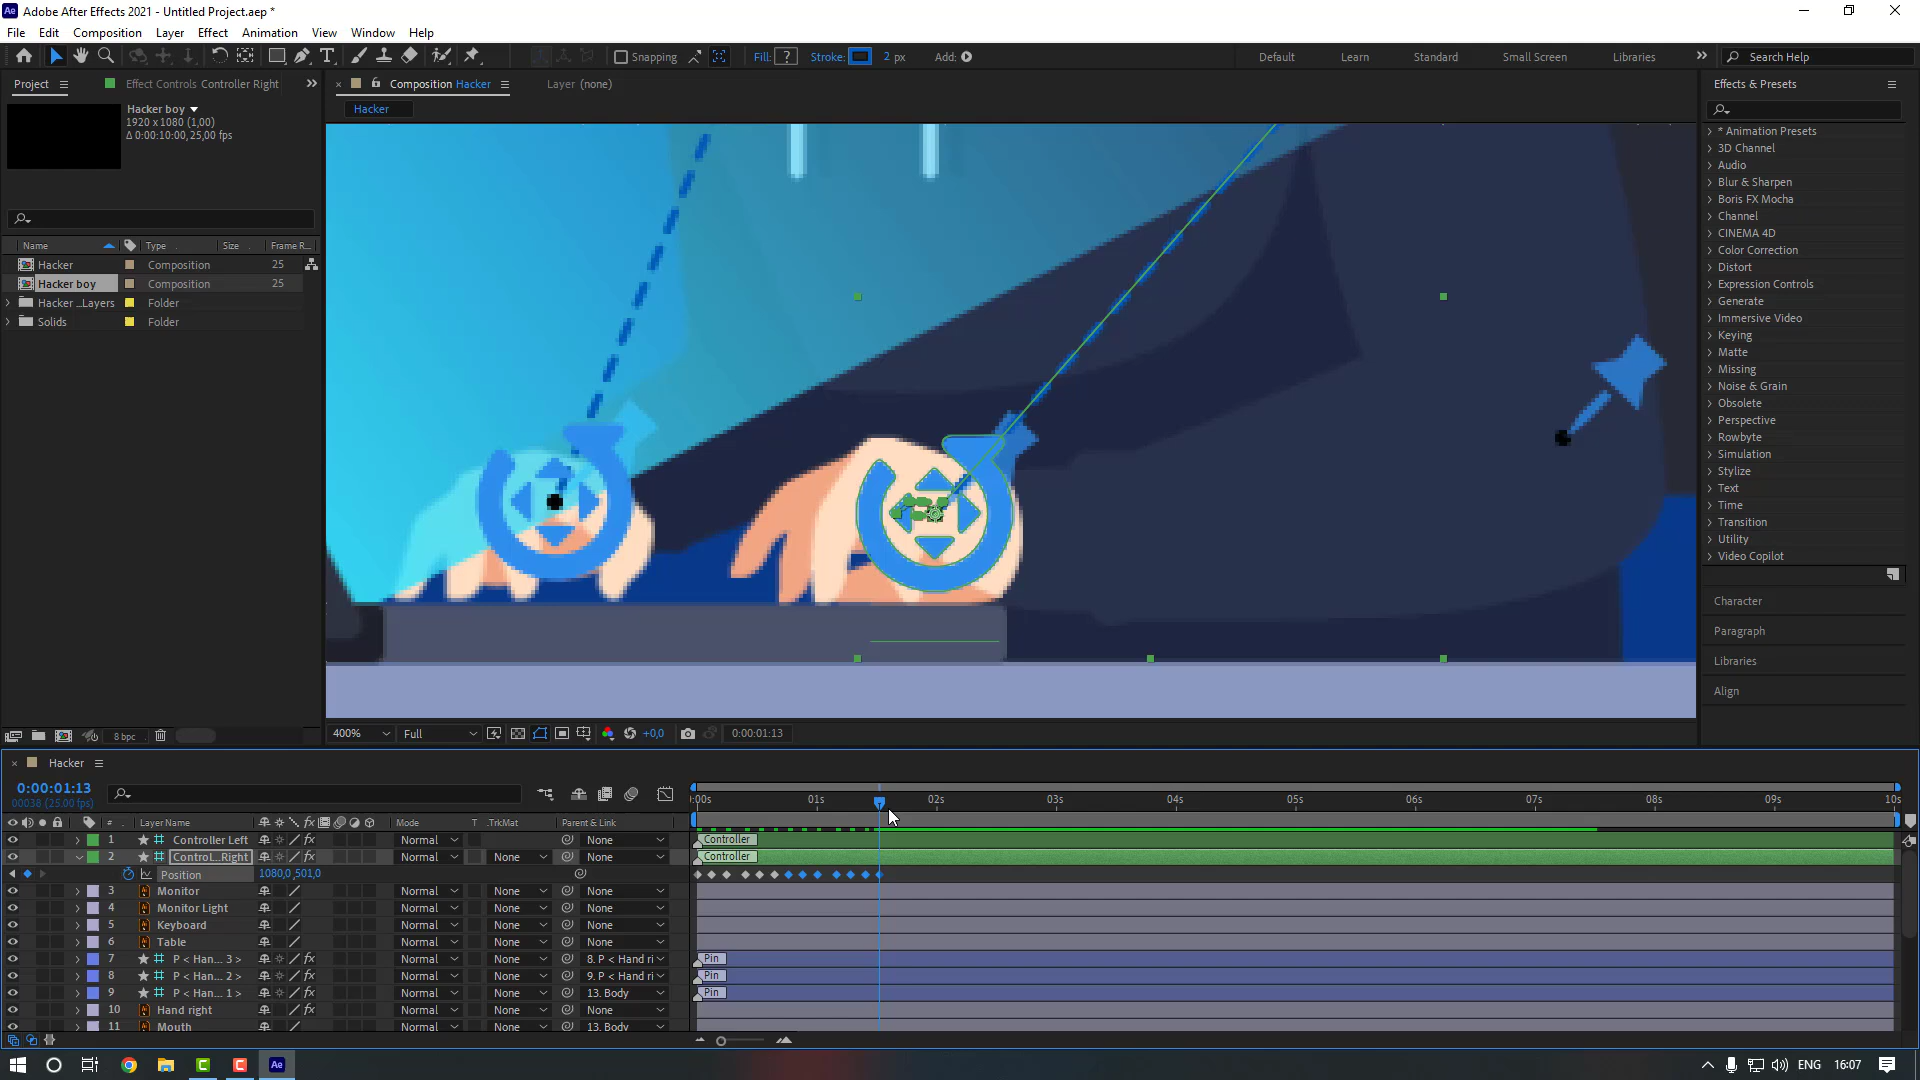 Adobe After Effects 2021 - Untitled Project.aep *
File Edit Composition Layer Effect Animation View Window Help
Snapping Fill: ? Stroke: 2 px Add: Default Learn Standard Small Screen Libraries Search Help
Project Effect Controls Controller Right Composition Hacker Layer (none) Effects & Presets
Hacker boy
1920 x 1080 (1,00)
Δ 0:00:10:00, 25,00 fps
Hacker
Name Type Size Frame R...
Hacker Composition 25
Hacker boy Composition 25
Hacker _Layers Folder
Solids Folder
* Animation Presets
3D Channel
Audio
Blur & Sharpen
Boris FX Mocha
Channel
CINEMA 4D
Color Correction
Distort
Expression Controls
Generate
Immersive Video
Keying
Matte
Missing
Noise & Grain
Obsolete
Perspective
Rowbyte
Simulation
Stylize
Text
Time
Transition
Utility
Video Copilot
Character
Paragraph
Libraries
Align
8 bpc 400% Full +0,0 0:00:01:13
Hacker
0:00:01:13
00038 (25.00 fps)
:00s 01s 02s 03s 04s 05s 06s 07s 08s 09s 10s
# Layer Name Mode T .TrkMat Parent & Link
1 Controller Left Normal None Controller
2 Control...Right Normal None None Controller
Position 1080,0,501,0
3 Monitor Normal None None
4 Monitor Light Normal None None
5 Keyboard Normal None None
6 Table Normal None None
7 P < Han... 3 > Normal None 8. P < Hand ri Pin
8 P < Han... 2 > Normal None 9. P < Hand ri Pin
9 P < Han... 1 > Normal None 13. Body Pin
10 Hand right Normal None None
11 Mouth Normal None 13. Body
Ae ENG 16:07